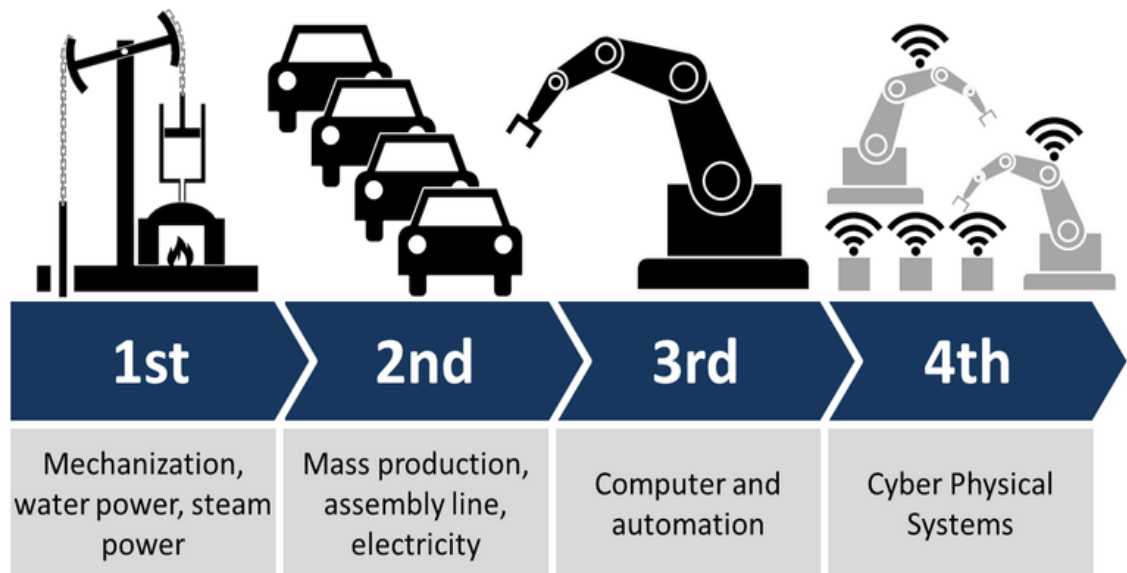 1st
2nd
3rd
4th
Mechanization,
water power, steam
power
Mass production,
assembly line,
electricity
Computer and
automation
Cyber Physical
Systems